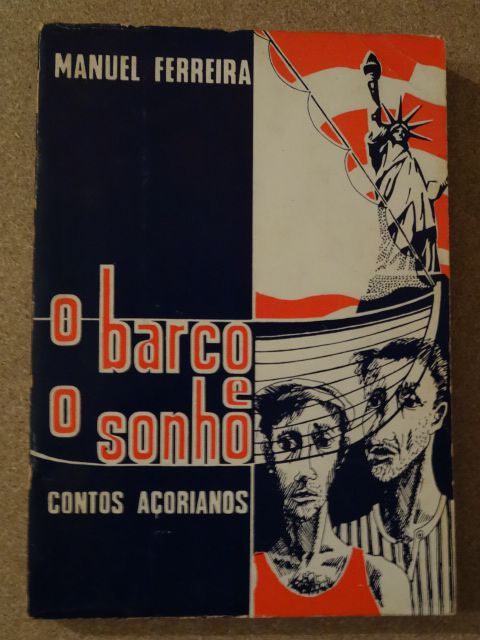 MANUEL FERREIRA
o barco
e
o sonho
CONTOS AÇORIANOS